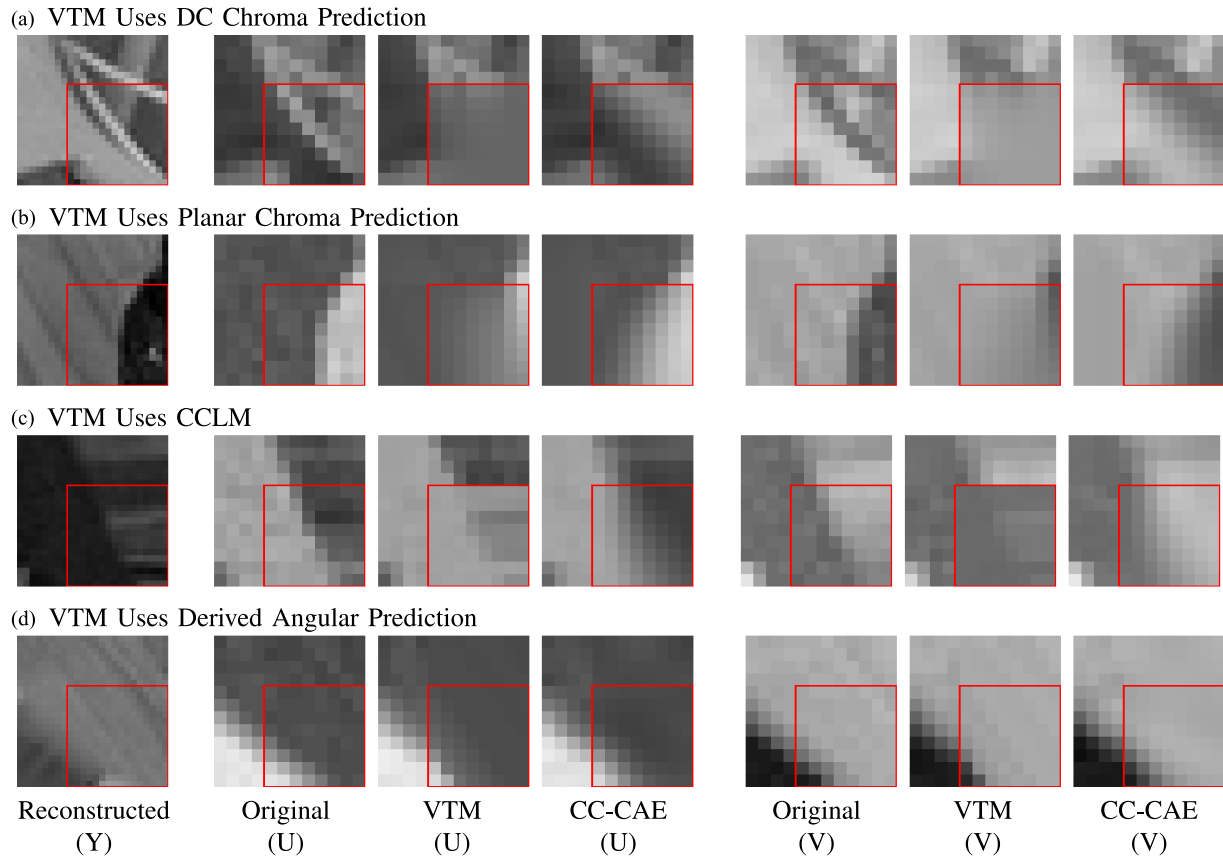 (a) VTM Uses DC Chroma Prediction
(b) VTM Uses Planar Chroma Prediction
(c) VTM Uses CCLM
(d) VTM Uses Derived Angular Prediction
Reconstructed Original VTM CC-CAE Original VTM CC-CAE
(Y) (U) (U) (U) (V) (V) (V)